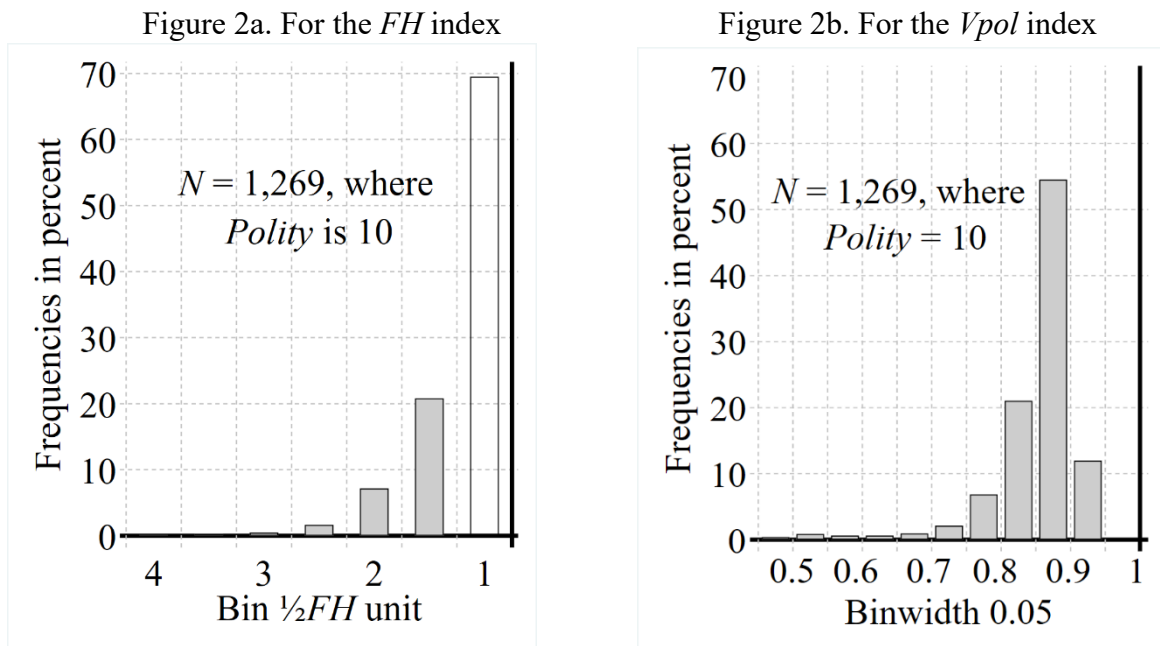 Figure 2a. For the FH index
70
60
50
40
30
20
10
0
Frequencies in percent
N = 1,269, where
Polity is 10
4 3 2 1
Bin ½FH unit
Figure 2b. For the Vpol index
70
60
50
40
30
20
10
0
Frequencies in percent
N = 1,269, where
Polity = 10
0.5 0.6 0.7 0.8 0.9 1
Binwidth 0.05